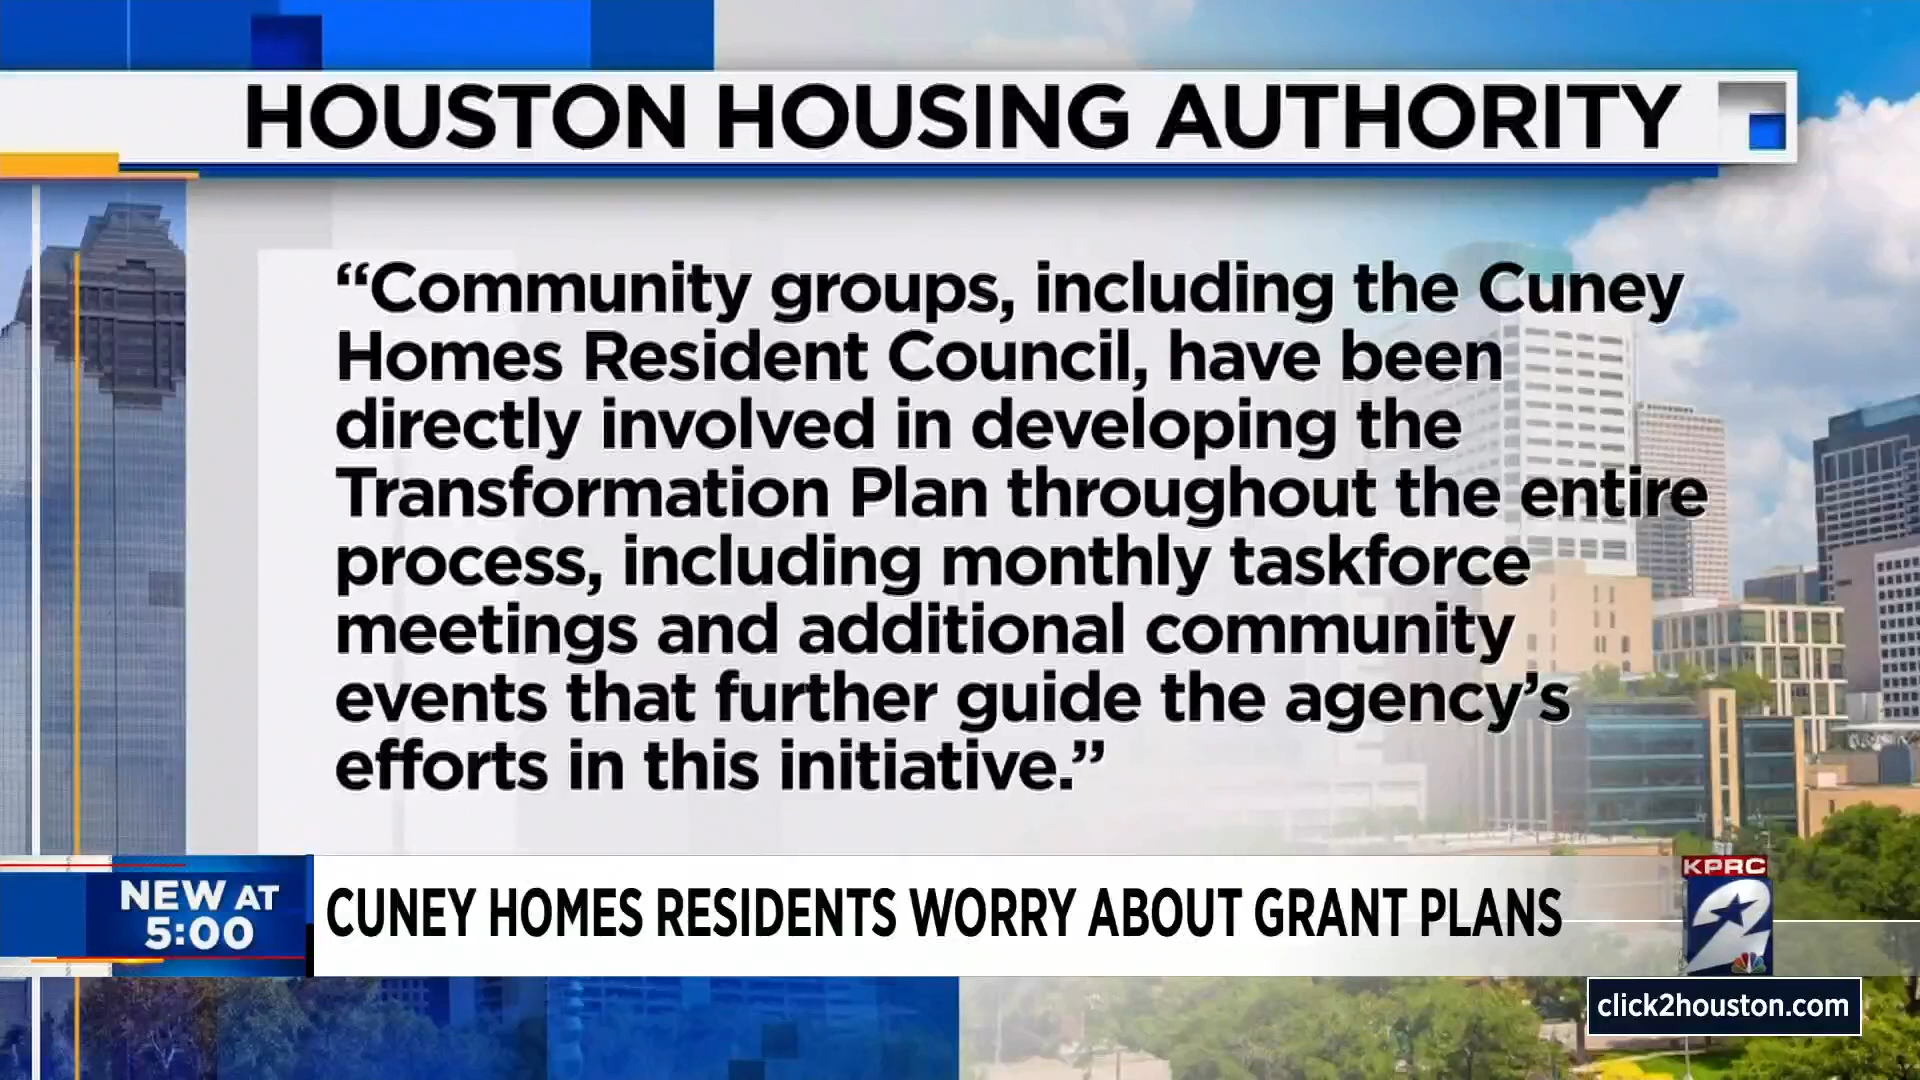 HOUSTON HOUSING AUTHORITY
“Community groups, including the Cuney
Homes Resident Council, have been
directly involved in developing the
Transformation Plan throughout the entire
process, including monthly taskforce
meetings and additional community
events that further guide the agency’s
efforts in this initiative.”
NEW AT
5:00
CUNEY HOMES RESIDENTS WORRY ABOUT GRANT PLANS
KPRC
2
click2houston.com